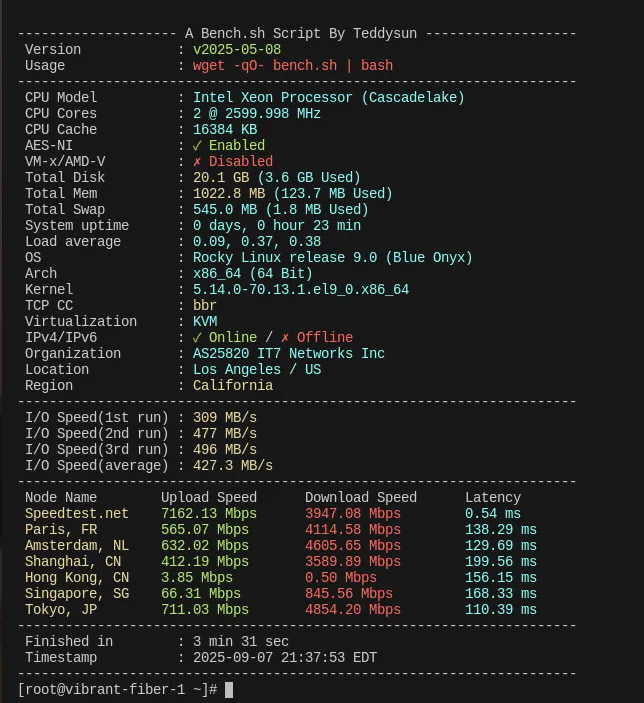 -------------------- A Bench.sh Script By Teddysun -------------------
 Version            : v2025-05-08
 Usage              : wget -qO- bench.sh | bash
----------------------------------------------------------------------
 CPU Model          : Intel Xeon Processor (Cascadelake)
 CPU Cores          : 2 @ 2599.998 MHz
 CPU Cache          : 16384 KB
 AES-NI             : ✓ Enabled
 VM-x/AMD-V         : ✗ Disabled
 Total Disk         : 20.1 GB (3.6 GB Used)
 Total Mem          : 1022.8 MB (123.7 MB Used)
 Total Swap         : 545.0 MB (1.8 MB Used)
 System uptime      : 0 days, 0 hour 23 min
 Load average       : 0.09, 0.37, 0.38
 OS                 : Rocky Linux release 9.0 (Blue Onyx)
 Arch               : x86_64 (64 Bit)
 Kernel             : 5.14.0-70.13.1.el9_0.x86_64
 TCP CC             : bbr
 Virtualization     : KVM
 IPv4/IPv6          : ✓ Online / ✗ Offline
 Organization       : AS25820 IT7 Networks Inc
 Location           : Los Angeles / US
 Region             : California
----------------------------------------------------------------------
 I/O Speed(1st run) : 309 MB/s
 I/O Speed(2nd run) : 477 MB/s
 I/O Speed(3rd run) : 496 MB/s
 I/O Speed(average) : 427.3 MB/s
----------------------------------------------------------------------
 Node Name        Upload Speed      Download Speed      Latency
 Speedtest.net    7162.13 Mbps      3947.08 Mbps        0.54 ms
 Paris, FR        565.07 Mbps       4114.58 Mbps        138.29 ms
 Amsterdam, NL    632.02 Mbps       4605.65 Mbps        129.69 ms
 Shanghai, CN     412.19 Mbps       3589.89 Mbps        199.56 ms
 Hong Kong, CN    3.85 Mbps         0.50 Mbps           156.15 ms
 Singapore, SG    66.31 Mbps        845.56 Mbps         168.33 ms
 Tokyo, JP        711.03 Mbps       4854.20 Mbps        110.39 ms
----------------------------------------------------------------------
 Finished in        : 3 min 31 sec
 Timestamp          : 2025-09-07 21:37:53 EDT
----------------------------------------------------------------------
[root@vibrant-fiber-1 ~]#